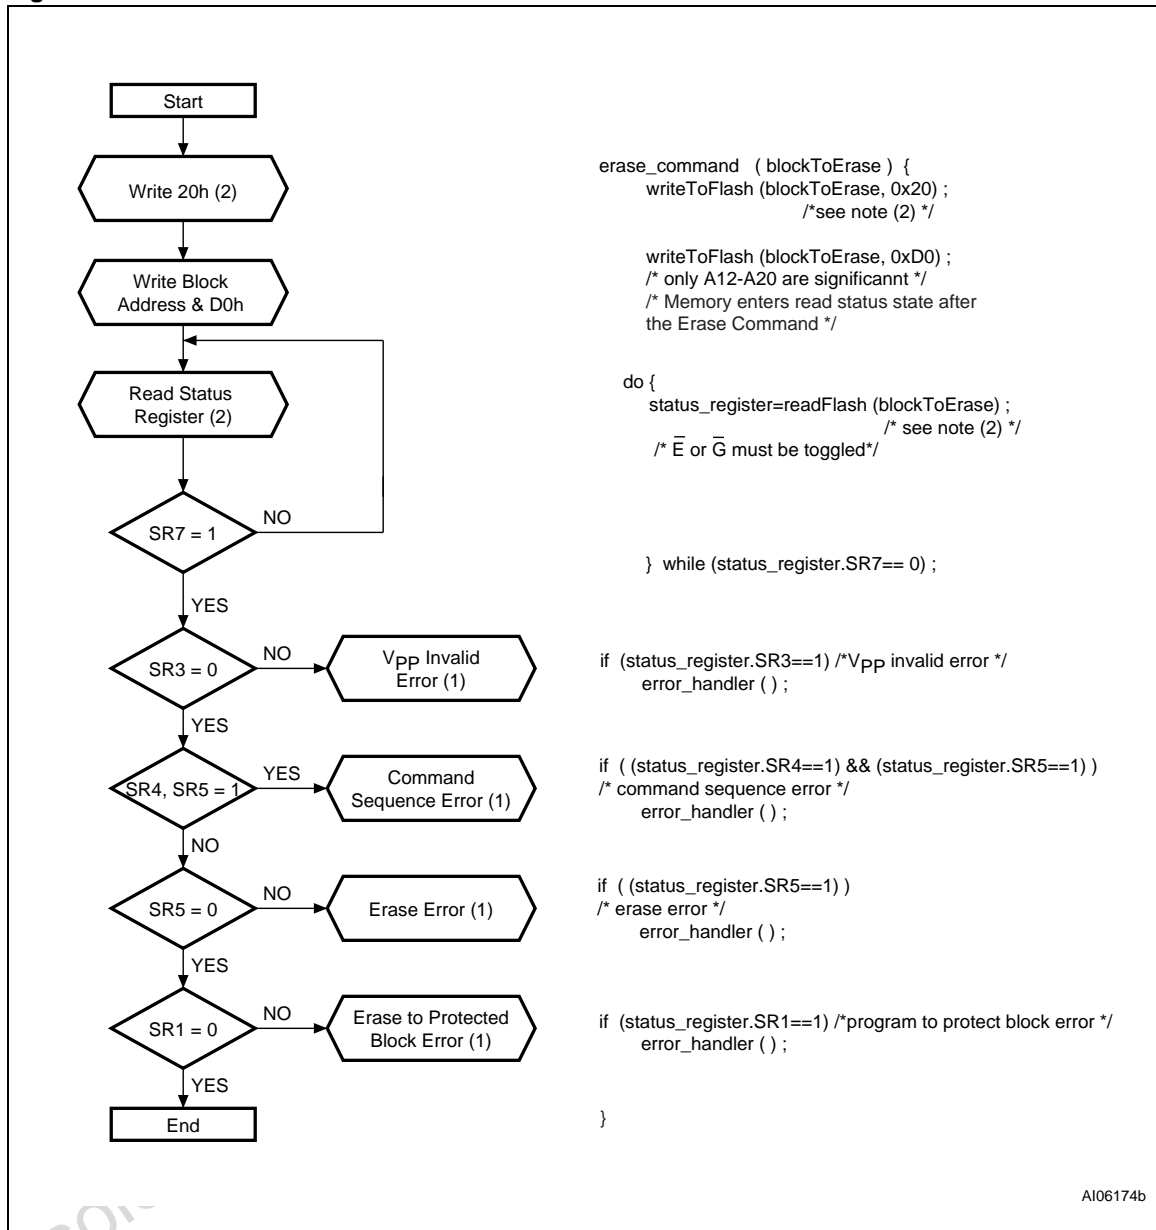 Start
Write 20h (2)
Write Block
Address & D0h
Read Status
Register (2)
SR7 = 1
NO
YES
SR3 = 0
NO
VPP Invalid
Error (1)
YES
SR4, SR5 = 1
YES
Command
Sequence Error (1)
NO
SR5 = 0
NO
Erase Error (1)
YES
SR1 = 0
NO
Erase to Protected
Block Error (1)
YES
End
erase_command ( blockToErase ) {
writeToFlash (blockToErase, 0x20) ;
/*see note (2) */
writeToFlash (blockToErase, 0xD0) ;
/* only A12-A20 are significannt */
/* Memory enters read status state after
the Erase Command */
do {
status_register=readFlash (blockToErase) ;
/* see note (2) */
/* E̅ or G̅ must be toggled*/
} while (status_register.SR7== 0) ;
if (status_register.SR3==1) /*VPP invalid error */
error_handler ( ) ;
if ( (status_register.SR4==1) && (status_register.SR5==1) )
/* command sequence error */
error_handler ( ) ;
if ( (status_register.SR5==1) )
/* erase error */
error_handler ( ) ;
if (status_register.SR1==1) /*program to protect block error */
error_handler ( ) ;
}
AI06174b